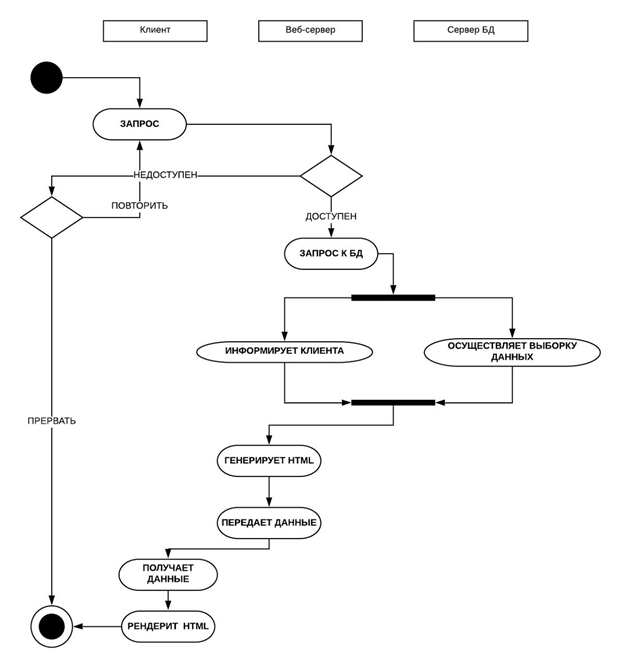 Клиент
Веб-сервер
Сервер БД
ЗАПРОС
НЕДОСТУПЕН
ПОВТОРИТЬ
ДОСТУПЕН
ЗАПРОС К БД
ИНФОРМИРУЕТ КЛИЕНТА
ОСУЩЕСТВЛЯЕТ ВЫБОРКУ
ДАННЫХ
ПРЕРВАТЬ
ГЕНЕРИРУЕТ HTML
ПЕРЕДАЕТ ДАННЫЕ
ПОЛУЧАЕТ
ДАННЫЕ
РЕНДЕРИТ HTML